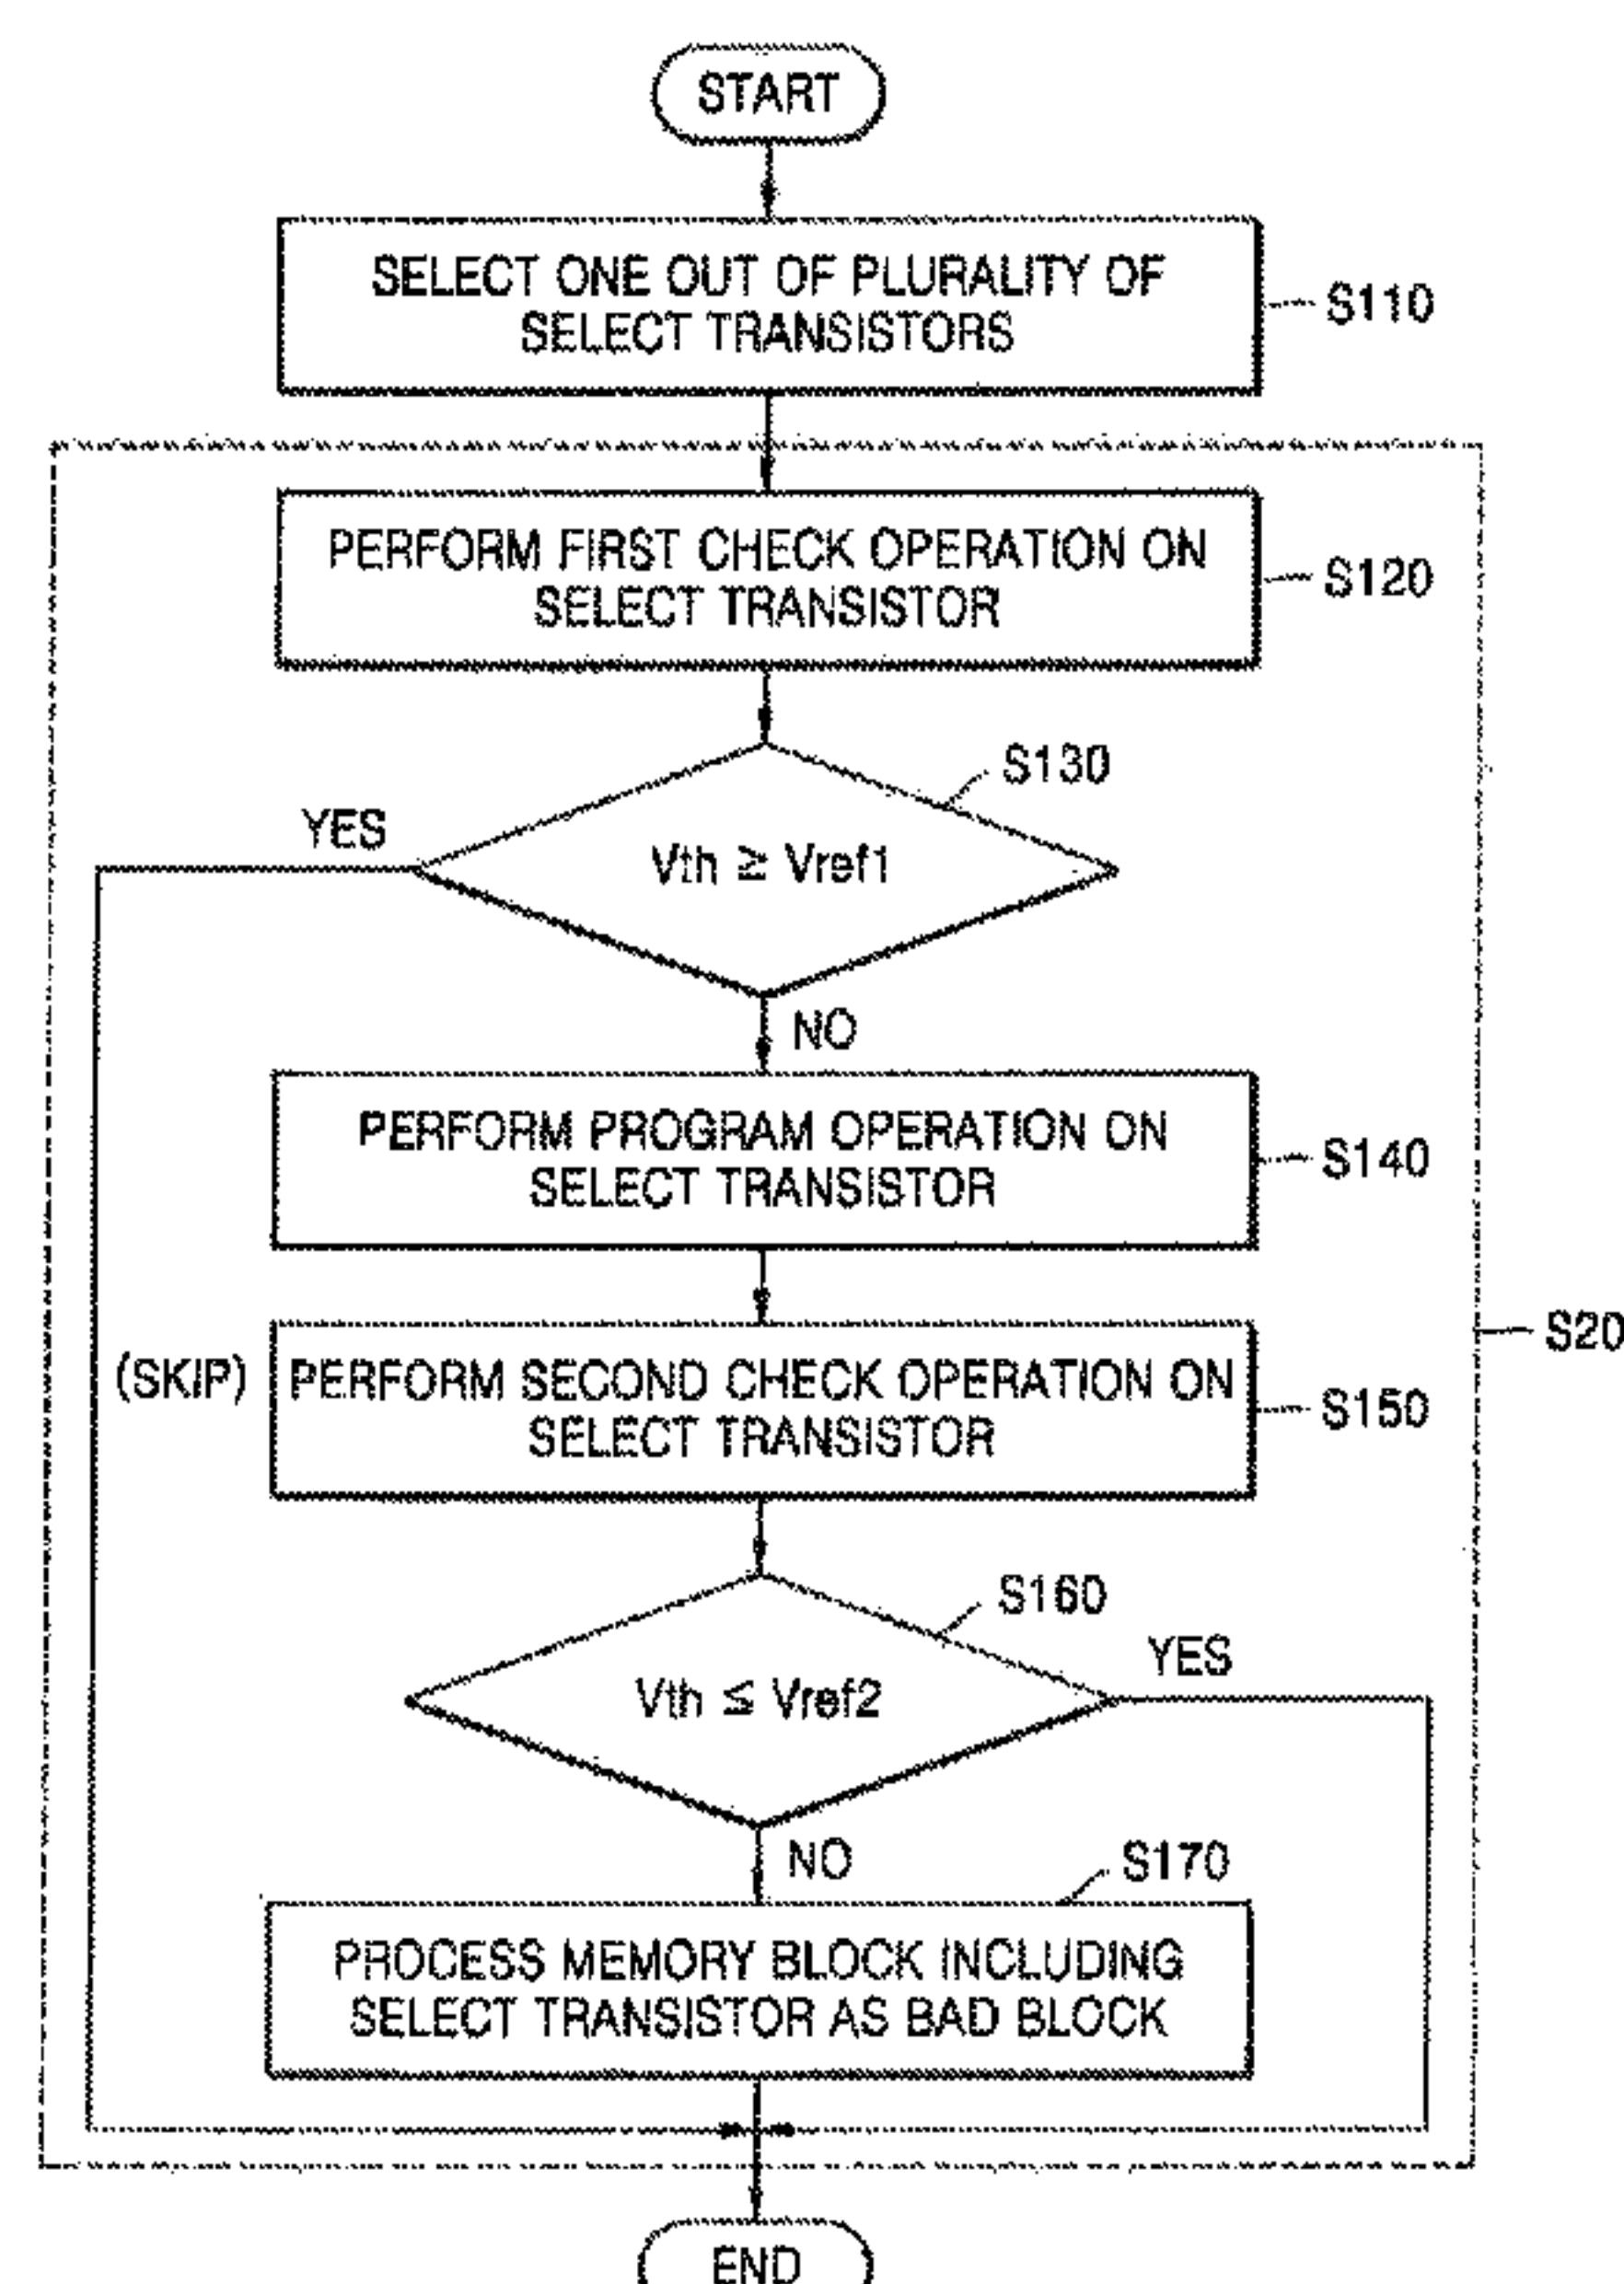 START
SELECT ONE OUT OF PLURALITY OF
SELECT TRANSISTORS
S110
PERFORM FIRST CHECK OPERATION ON
SELECT TRANSISTOR
S120
S130
YES
Vth ≥ Vref1
NO
PERFORM PROGRAM OPERATION ON
SELECT TRANSISTOR
S140
S20
(SKIP)
PERFORM SECOND CHECK OPERATION ON
SELECT TRANSISTOR
S150
S160
YES
Vth ≤ Vref2
NO
S170
PROCESS MEMORY BLOCK INCLUDING
SELECT TRANSISTOR AS BAD BLOCK
END